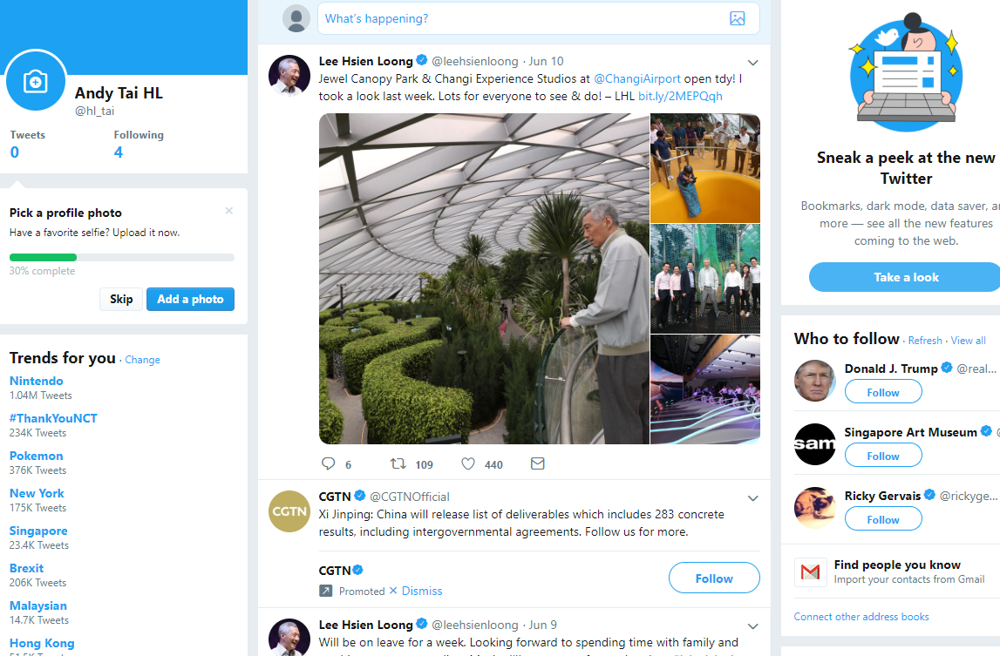 Andy Tai HL
@hl_tai
Tweets
Following
0
4
Pick a profile photo
Have a favorite selfie? Upload it now.
30% complete
Skip
Add a photo
Trends for you · Change
Nintendo
1.04M Tweets
#ThankYouNCT
234K Tweets
Pokemon
376K Tweets
New York
175K Tweets
Singapore
23.4K Tweets
Brexit
206K Tweets
Malaysian
14.7K Tweets
Hong Kong
What's happening?
Lee Hsien Loong @leehsienloong · Jun 10
Jewel Canopy Park & Changi Experience Studios at @ChangiAirport open tdy! I
took a look last week. Lots for everyone to see & do! – LHL bit.ly/2MEPQqh
6
109
440
CGTN
CGTN @CGTNOfficial
Xi Jinping: China will release list of deliverables which includes 283 concrete
results, including intergovernmental agreements. Follow us for more.
CGTN
Promoted × Dismiss
Follow
Lee Hsien Loong @leehsienloong · Jun 9
Will be on leave for a week. Looking forward to spending time with family and
Sneak a peek at the new
Twitter
Bookmarks, dark mode, data saver, an
more — see all the new features
coming to the web.
Take a look
Who to follow · Refresh · View all
Donald J. Trump @real...
Follow
sam
Singapore Art Museum
Follow
Ricky Gervais @rickyge...
Follow
Find people you know
Import your contacts from Gmail
Connect other address books